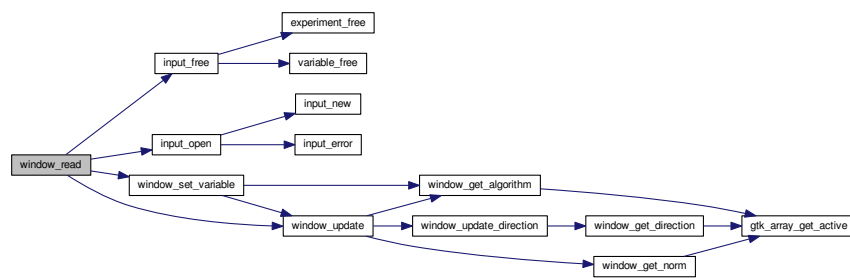 experiment_free
input_free
variable_free
input_new
input_open
input_error
window_read
window_set_variable
window_get_algorithm
window_update
window_update_direction
window_get_direction
gtk_array_get_active
window_get_norm